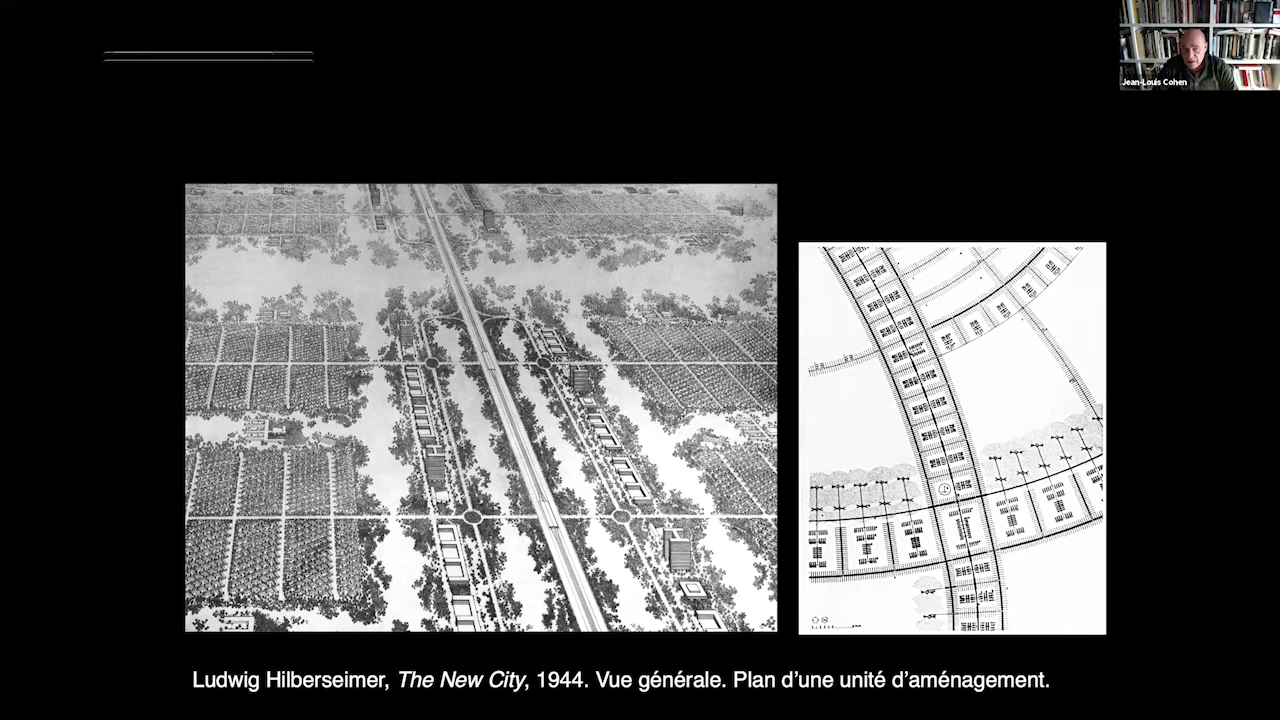 Jean-Louis Cohen
Ludwig Hilberseimer, The New City, 1944. Vue générale. Plan d’une unité d’aménagement.